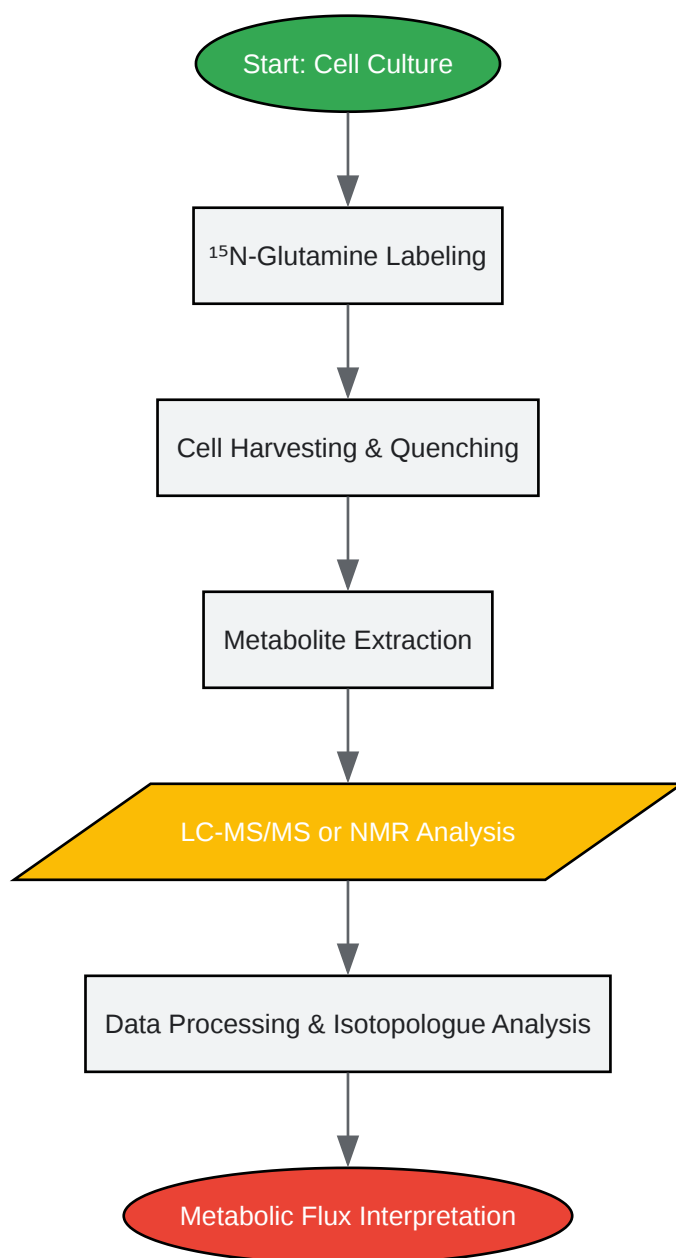 Start: Cell Culture
¹⁵N-Glutamine Labeling
Cell Harvesting & Quenching
Metabolite Extraction
LC-MS/MS or NMR Analysis
Data Processing & Isotopologue Analysis
Metabolic Flux Interpretation